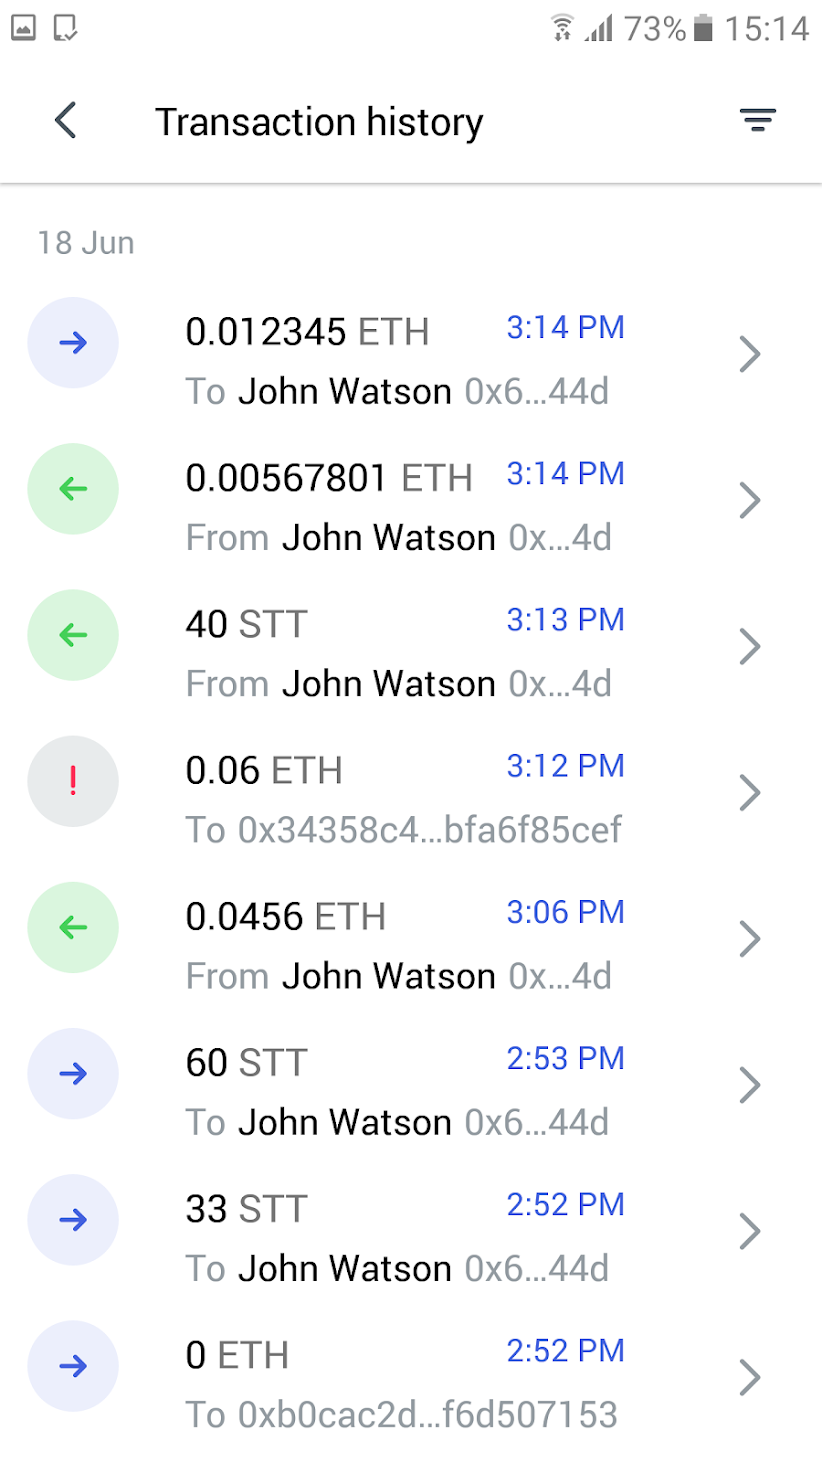 73% 15:14
Transaction history
18 Jun
0.012345 ETH 3:14 PM
To John Watson 0x6...44d
0.00567801 ETH 3:14 PM
From John Watson 0x...4d
40 STT 3:13 PM
From John Watson 0x...4d
! 0.06 ETH 3:12 PM
To 0x34358c4...bfa6f85cef
0.0456 ETH 3:06 PM
From John Watson 0x...4d
60 STT 2:53 PM
To John Watson 0x6...44d
33 STT 2:52 PM
To John Watson 0x6...44d
0 ETH 2:52 PM
To 0xb0cac2d...f6d507153